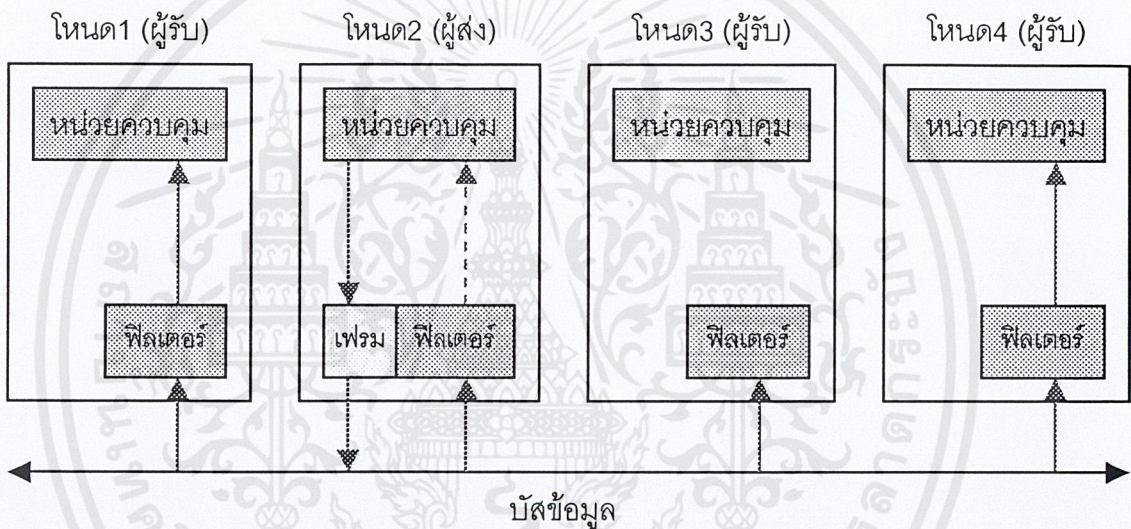 โหนด1 (ผู้รับ) โหนด2 (ผู้ส่ง) โหนด3 (ผู้รับ) โหนด4 (ผู้รับ)
หน่วยควบคุม หน่วยควบคุม หน่วยควบคุม หน่วยควบคุม
ฟิลเตอร์ เฟรม ฟิลเตอร์ ฟิลเตอร์ ฟิลเตอร์
บัสข้อมูล